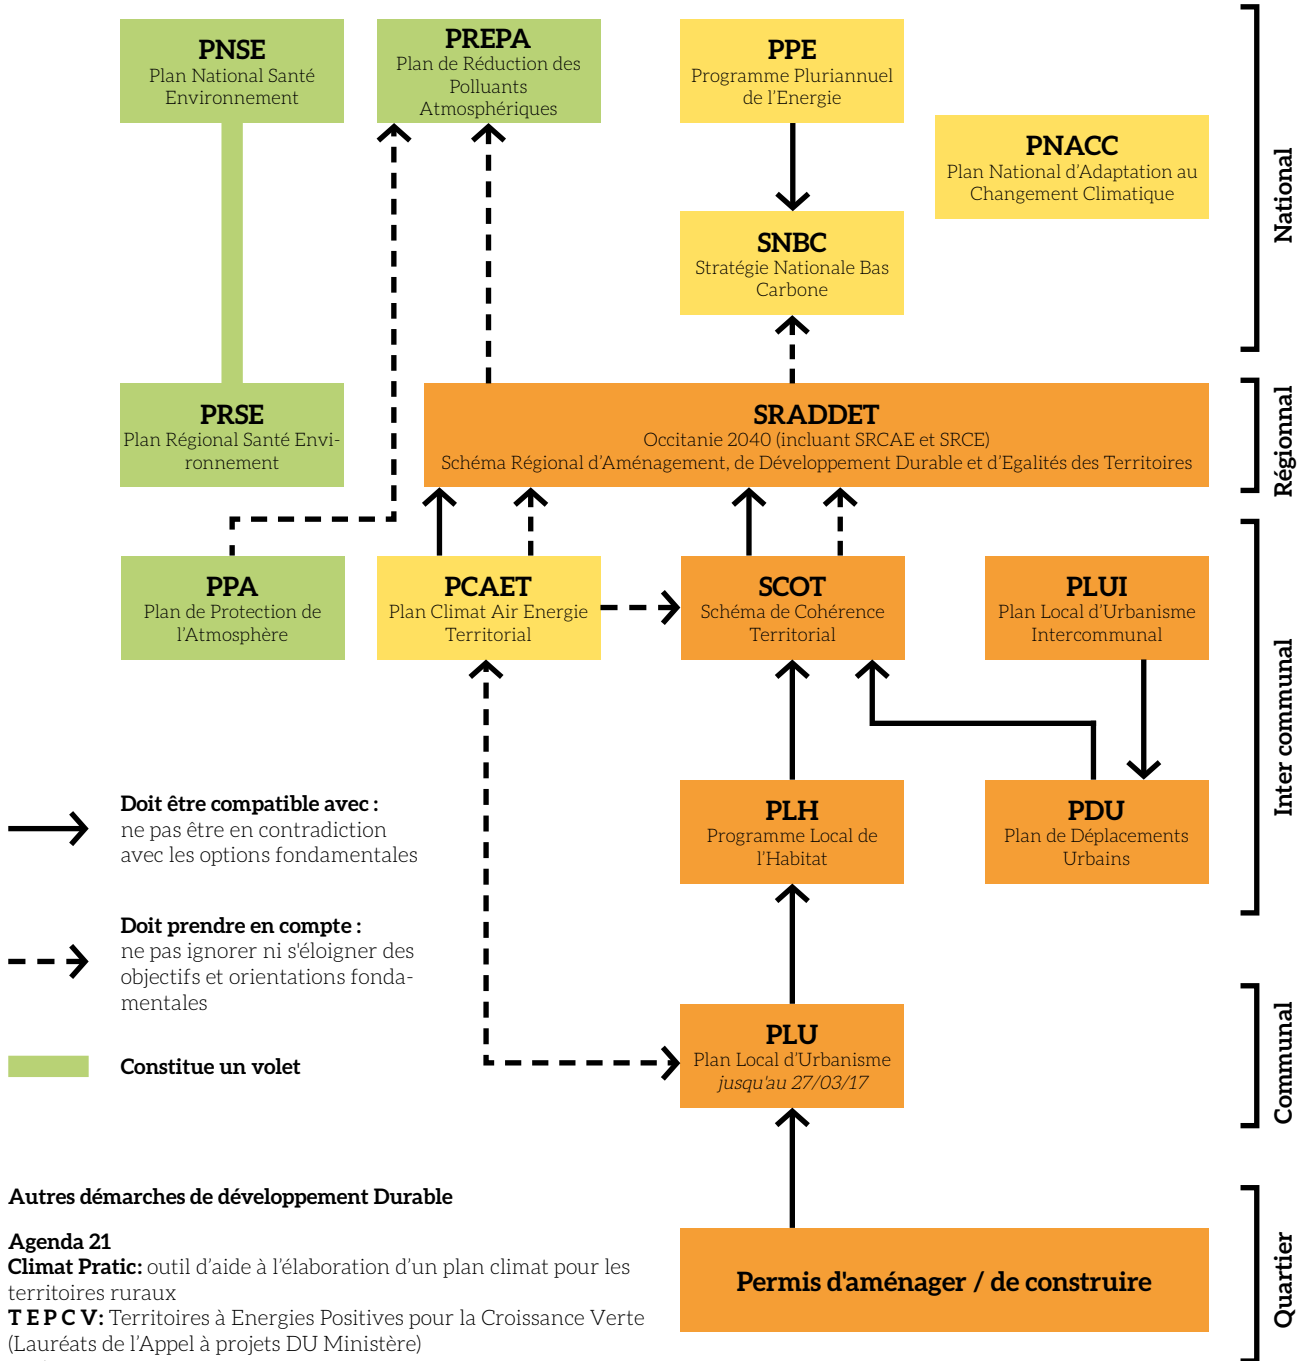 PNSE
Plan National Santé
Environnement
PREPA
Plan de Réduction des
Polluants
Atmosphériques
PPE
Programme Pluriannuel
de l'Energie
PNACC
Plan National d'Adaptation au
Changement Climatique
SNBC
Stratégie Nationale Bas
Carbone
National
PRSE
Plan Régional Santé Envi-
ronnement
SRADDET
Occitanie 2040 (incluant SRCAE et SRCE)
Schéma Régional d'Aménagement, de Développement Durable et d'Egalités des Territoires
Régionnal
PPA
Plan de Protection de
l'Atmosphère
PCAET
Plan Climat Air Energie
Territorial
SCOT
Schéma de Cohérence
Territorial
PLUI
Plan Local d'Urbanisme
Intercommunal
PLH
Programme Local de
l'Habitat
PDU
Plan de Déplacements
Urbains
Inter communal
Doit être compatible avec :
ne pas être en contradiction
avec les options fondamentales
Doit prendre en compte :
ne pas ignorer ni s'éloigner des
objectifs et orientations fonda-
mentales
Constitue un volet
PLU
Plan Local d'Urbanisme
jusqu'au 27/03/17
Communal
Permis d'aménager / de construire
Quartier
Autres démarches de développement Durable
Agenda 21
Climat Pratic: outil d'aide à l'élaboration d'un plan climat pour les
territoires ruraux
T E P C V: Territoires à Energies Positives pour la Croissance Verte
(Lauréats de l'Appel à projets DU Ministère)